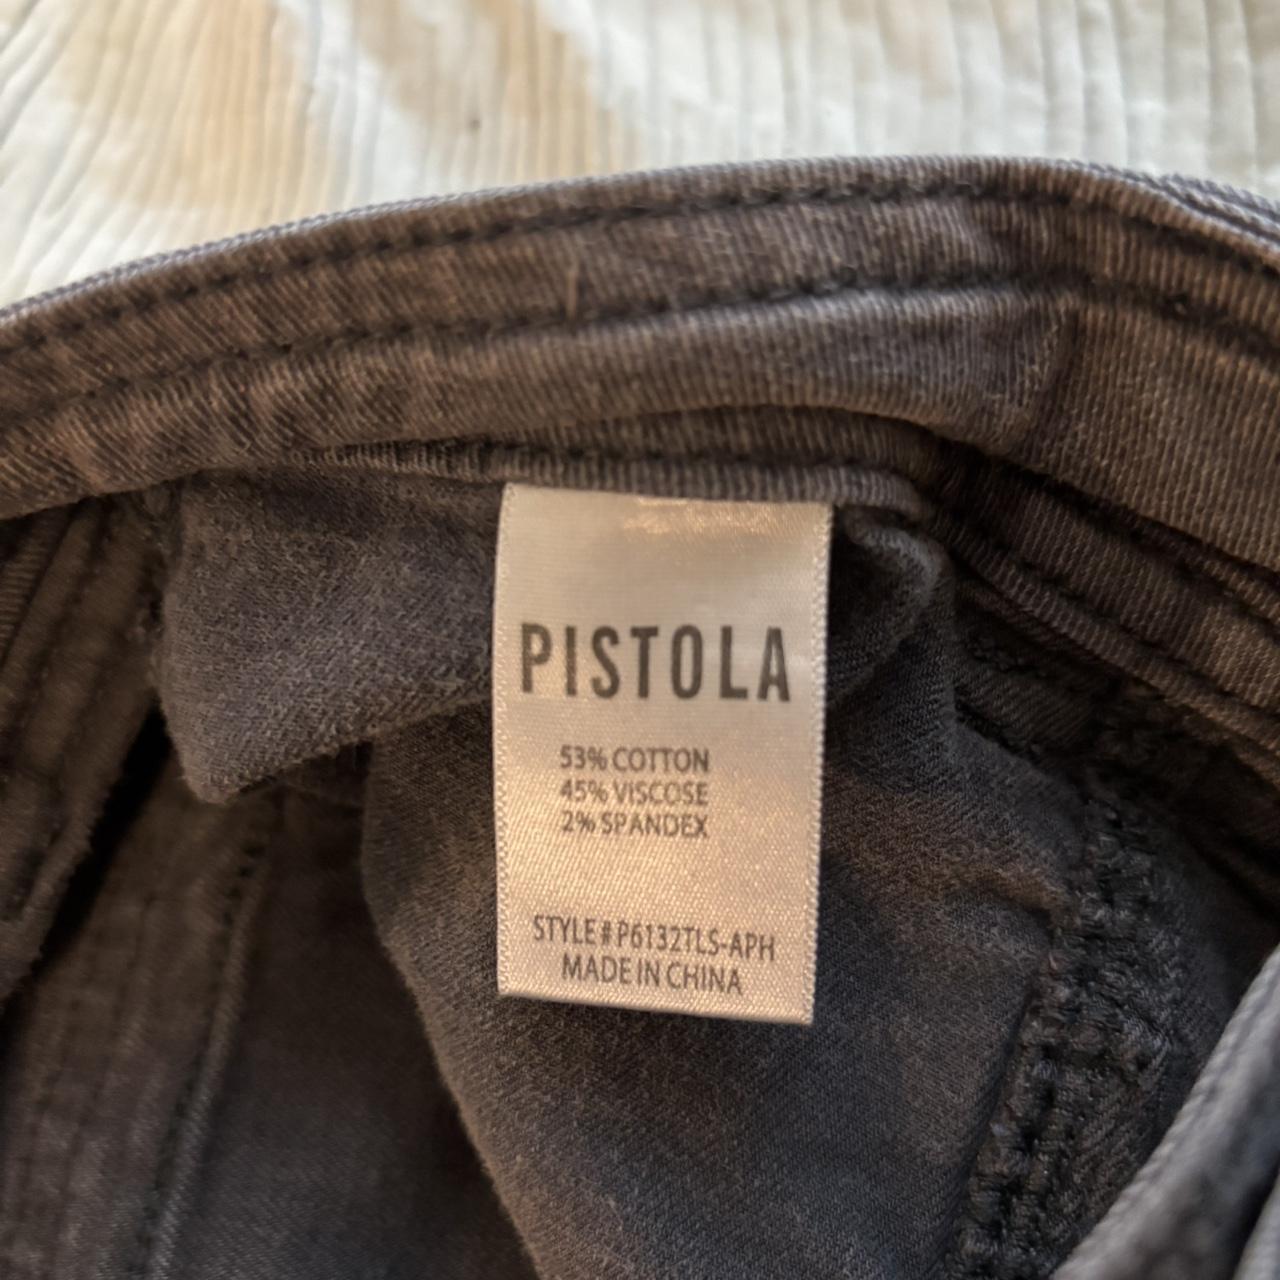 PISTOLA
53% COTTON
45% VISCOSE
2% SPANDEX
STYLE # P6132TLS-APH
MADE IN CHINA